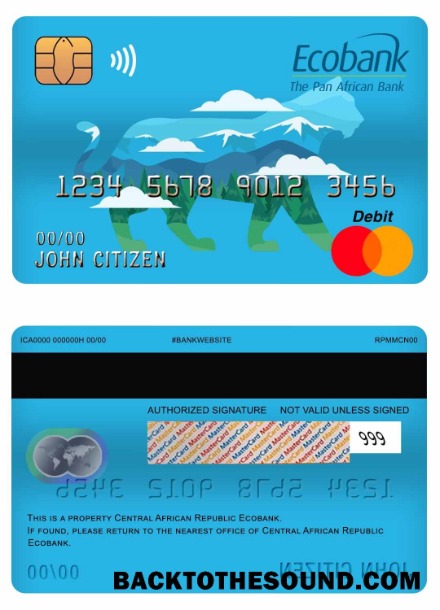 Ecobank
The Pan African Bank
1234 5678 9012 3456
Debit
00/00
JOHN CITIZEN
ICA0000 000000H 00/00 #BANKWEBSITE RPMMCN00
AUTHORIZED SIGNATURE NOT VALID UNLESS SIGNED
MasterCard
999
THIS IS A PROPERTY CENTRAL AFRICAN REPUBLIC ECOBANK.
IF FOUND, PLEASE RETURN TO THE NEAREST OFFICE OF CENTRAL AFRICAN REPUBLIC
ECOBANK.
00/00
BACKTOTHESOUND.COM